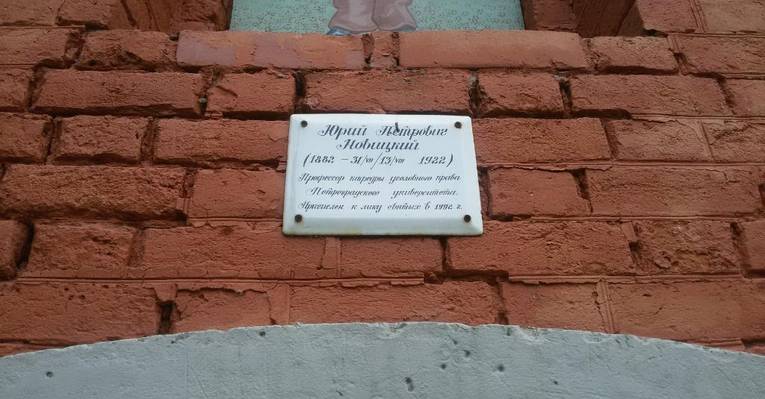 Юрий Петрович
Новицкий
(1882 – 31/VII/13/VIII 1922)
Профессор кафедры уголовного права
Петроградского университета.
Причислен к лику святых в 1992 г.